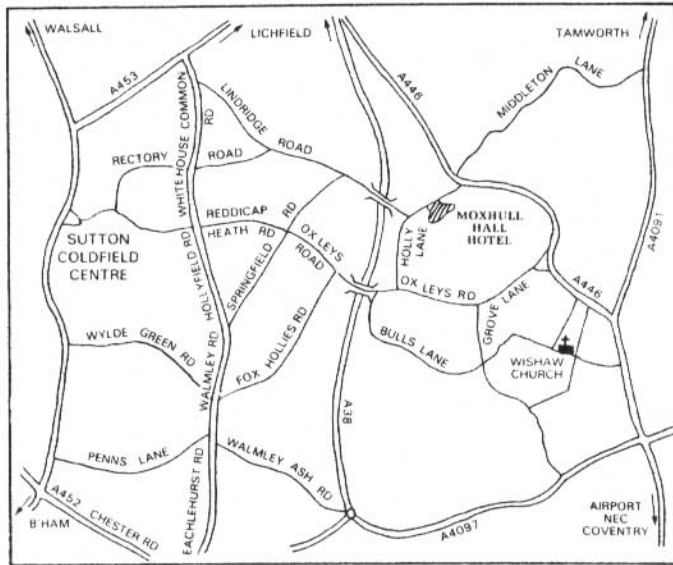 WALSALL
LICHFIELD
TAMWORTH
A453
A446
MIDDLETON LANE
WHITEHOUSE COMMON RD
LINDRIDGE ROAD
RECTORY ROAD
REDDICAP HEATH RD
HOLLYFIELD RD
SPRINGFIELD RD
OX LEYS ROAD
HOLLY LANE
MOXHULL
HALL
HOTEL
A4091
SUTTON
COLDFIELD
CENTRE
OX LEYS RD
GROVE LANE
A446
WYLDE GREEN RD
WALMLEY RD
FOX HOLLIES RD
BULLS LANE
WISHAW
CHURCH
A38
PENNS LANE
WALMLEY ASH RD
EACHLEHURST RD
A452 CHESTER RD
B'HAM
A4097
AIRPORT
NEC
COVENTRY